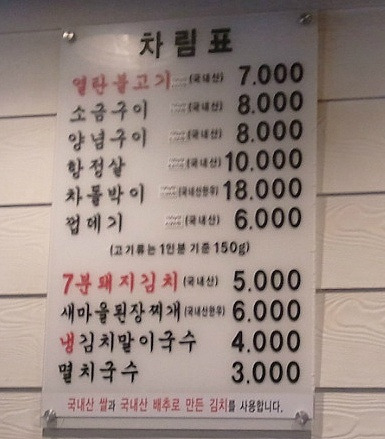 차림표
열탄불고기 (국내산) 7.000
소금구이 (국내산) 8.000
양념구이 (국내산) 8.000
항정살 (국내산) 10.000
차돌박이 (국내산한우) 18.000
껍데기 (국내산) 6.000
(고기류는 1인분 기준 150g)
7분돼지김치 (국내산) 5.000
새마을된장찌개 (국내산한우) 6.000
냉김치말이국수 4.000
멸치국수 3.000
국내산 쌀과 국내산 배추로 만든 김치를 사용합니다.